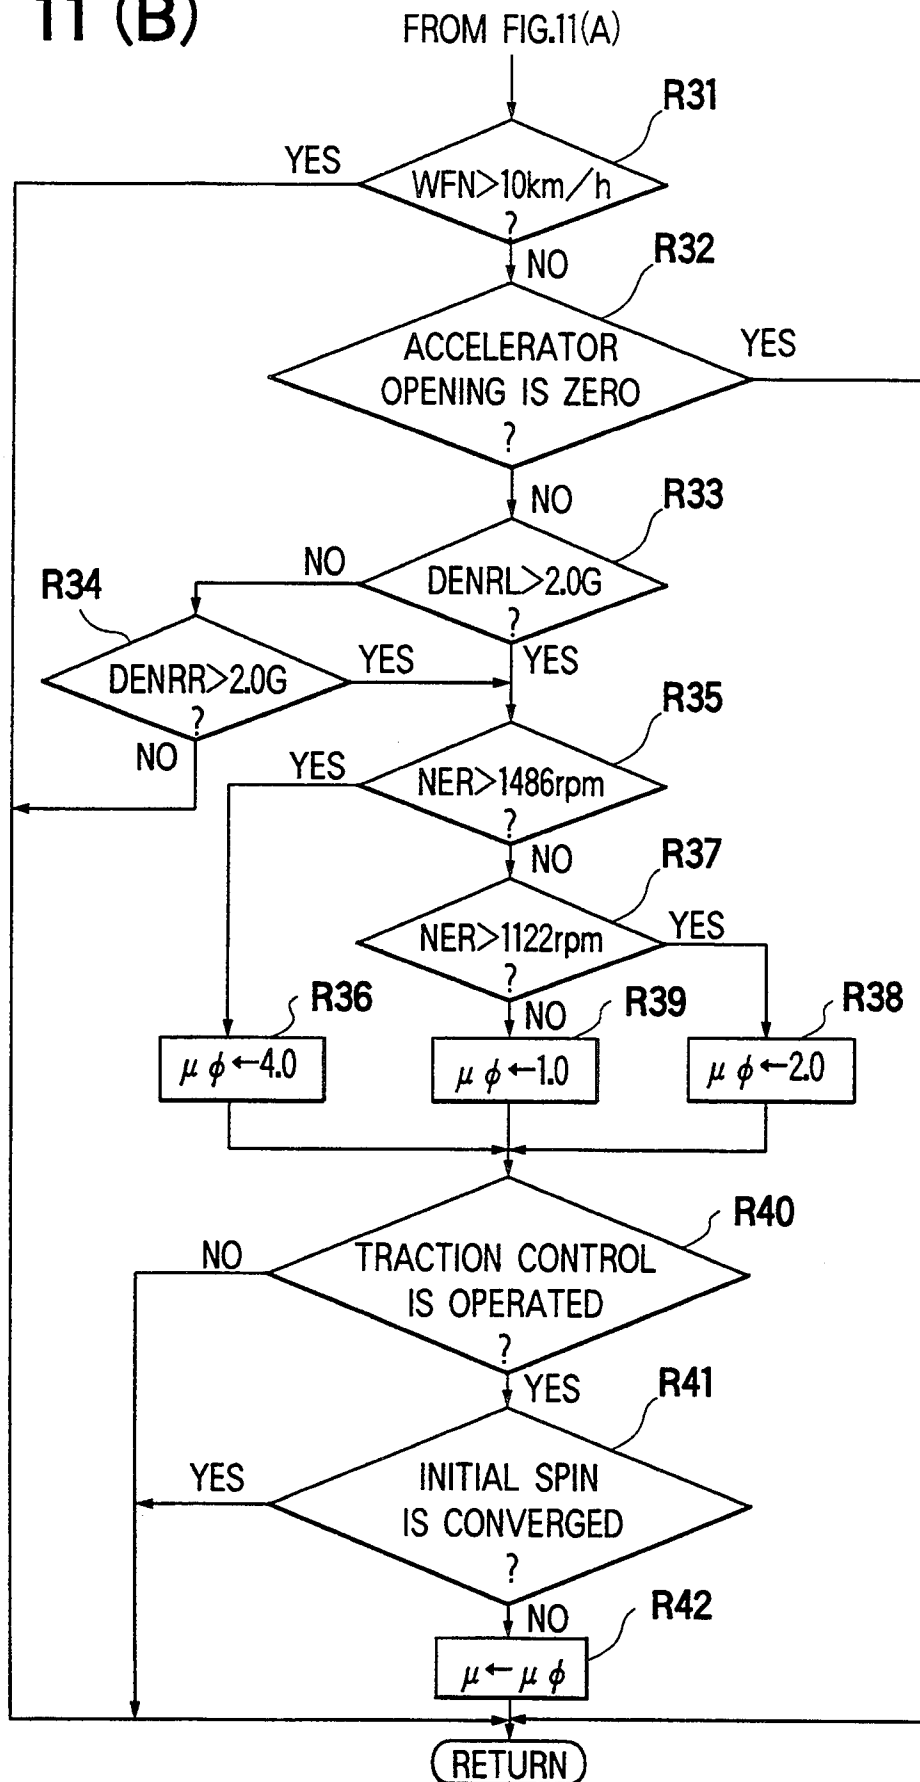 11 (B)
FROM FIG.11(A)
R31
YES
WFN>10km/h
?
NO
R32
ACCELERATOR
OPENING IS ZERO
?
YES
NO
R33
NO
DENRL>2.0G
?
R34
DENRR>2.0G
?
YES
YES
NO
R35
YES
NER>1486rpm
?
NO
R37
NER>1122rpm
?
YES
NO
R36
R39
R38
μ φ←4.0
μ φ←1.0
μ φ←2.0
R40
NO
TRACTION CONTROL
IS OPERATED
?
YES
R41
YES
INITIAL SPIN
IS CONVERGED
?
NO
R42
μ← μ φ
RETURN